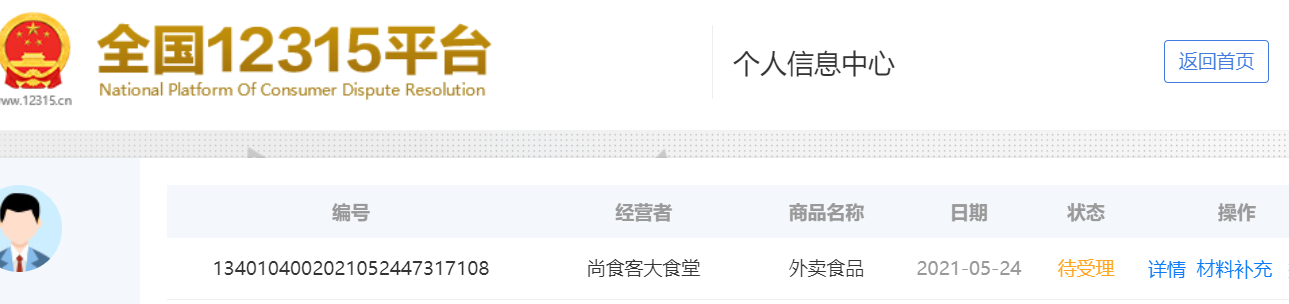 全国12315平台
National Platform Of Consumer Dispute Resolution
www.12315.cn
个人信息中心
返回首页
编号 经营者 商品名称 日期 状态 操作
1340104002021052447317108 尚食客大食堂 外卖食品 2021-05-24 待受理 详情 材料补充